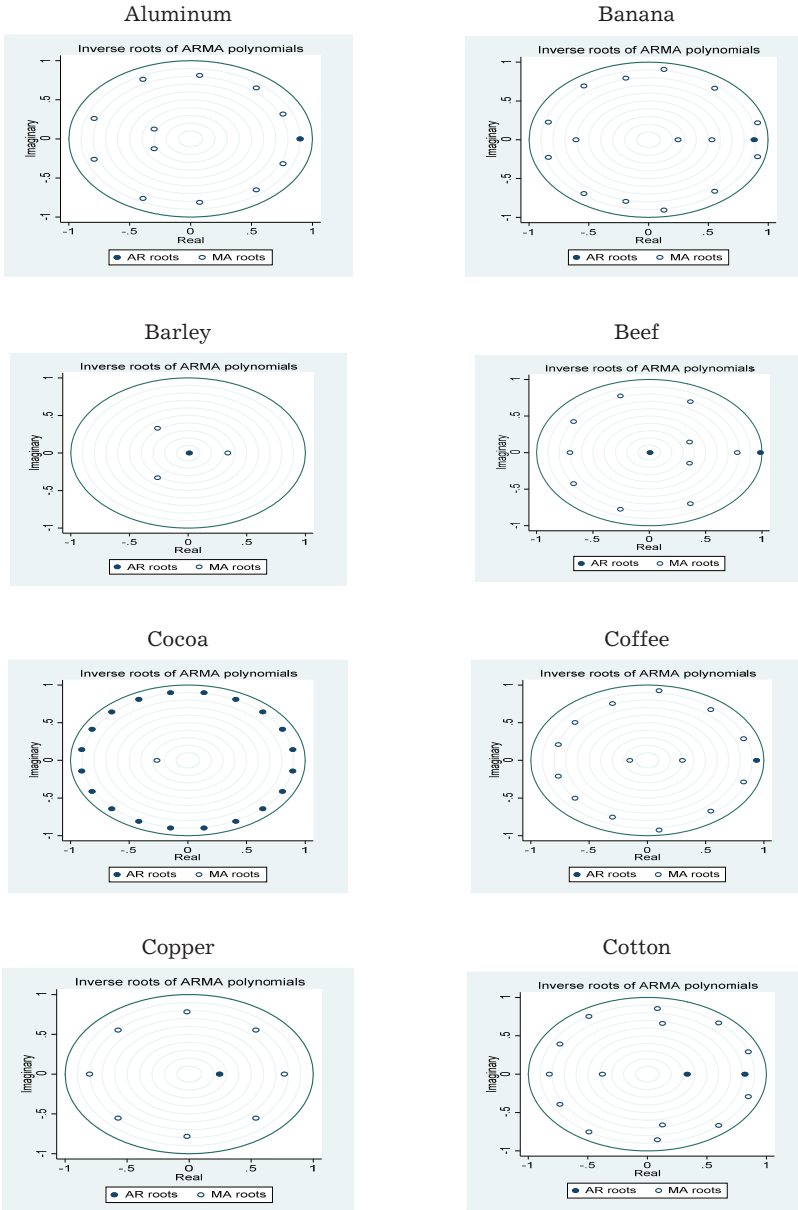 Aluminum
Inverse roots of ARMA polynomials
Imaginary
-1 -.5 0 .5 1
-1 -.5 0 .5 1
Real
AR roots MA roots
Banana
Inverse roots of ARMA polynomials
Imaginary
-1 -.5 0 .5 1
-1 -.5 0 .5 1
Real
AR roots MA roots
Barley
Inverse roots of ARMA polynomials
Imaginary
-1 -.5 0 .5 1
-1 -.5 0 .5 1
Real
AR roots MA roots
Beef
Inverse roots of ARMA polynomials
Imaginary
-1 -.5 0 .5 1
-1 -.5 0 .5 1
Real
AR roots MA roots
Cocoa
Inverse roots of ARMA polynomials
Imaginary
-1 -.5 0 .5 1
-1 -.5 0 .5 1
Real
AR roots MA roots
Coffee
Inverse roots of ARMA polynomials
Imaginary
-1 -.5 0 .5 1
-1 -.5 0 .5 1
Real
AR roots MA roots
Copper
Inverse roots of ARMA polynomials
Imaginary
-1 -.5 0 .5 1
-1 -.5 0 .5 1
Real
AR roots MA roots
Cotton
Inverse roots of ARMA polynomials
Imaginary
-1 -.5 0 .5 1
-1 -.5 0 .5 1
Real
AR roots MA roots